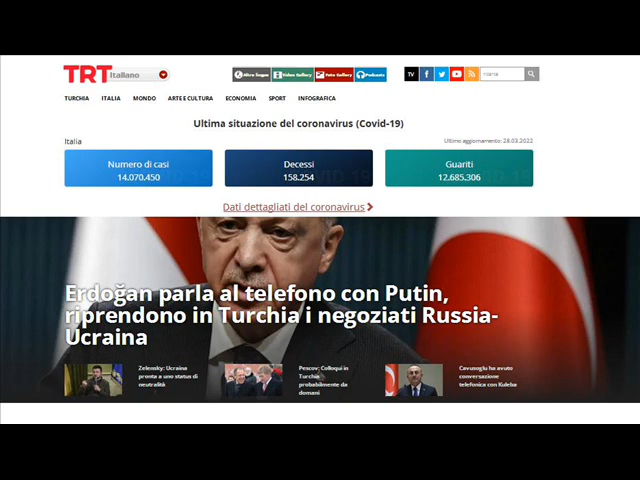 TRT Italiano
Altre lingue Video Gallery Foto Gallery Podcasts
TV
ricerca
TURCHIA ITALIA MONDO ARTE E CULTURA ECONOMIA SPORT INFOGRAFICA
Ultima situazione del coronavirus (Covid-19)
Italia
Ultimo aggiornamento: 28.03.2022
Numero di casi
14.070.450
Decessi
158.254
Guariti
12.685.306
Dati dettagliati del coronavirus
Erdoğan parla al telefono con Putin,
riprendono in Turchia i negoziati Russia-
Ucraina
Zelensky: Ucraina
pronta a uno status di
neutralità
Pescov: Colloqui in
Turchia
probabilmente da
domani
Cavusoglu ha avuto
conversazione
telefonica con Kuleba